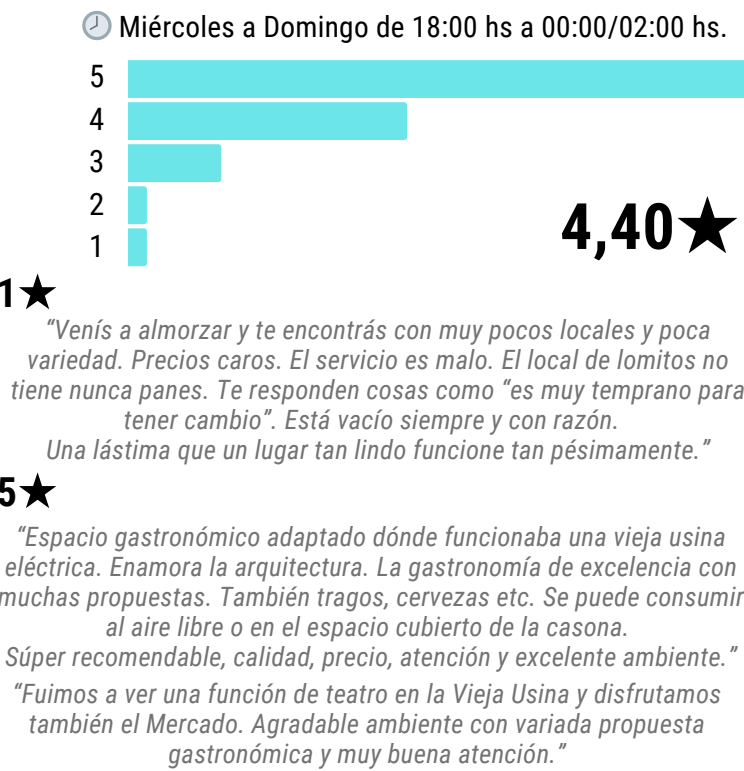 Miércoles a Domingo de 18:00 hs a 00:00/02:00 hs.
5
4
3
2
1
4,40★
1★
“Venís a almorzar y te encontrás con muy pocos locales y poca
variedad. Precios caros. El servicio es malo. El local de lomitos no
tiene nunca panes. Te responden cosas como “es muy temprano para
tener cambio”. Está vacío siempre y con razón.
Una lástima que un lugar tan lindo funcione tan pésimamente.”
5★
“Espacio gastronómico adaptado dónde funcionaba una vieja usina
eléctrica. Enamora la arquitectura. La gastronomía de excelencia con
muchas propuestas. También tragos, cervezas etc. Se puede consumir
al aire libre o en el espacio cubierto de la casona.
Súper recomendable, calidad, precio, atención y excelente ambiente.”
“Fuimos a ver una función de teatro en la Vieja Usina y disfrutamos
también el Mercado. Agradable ambiente con variada propuesta
gastronómica y muy buena atención.”